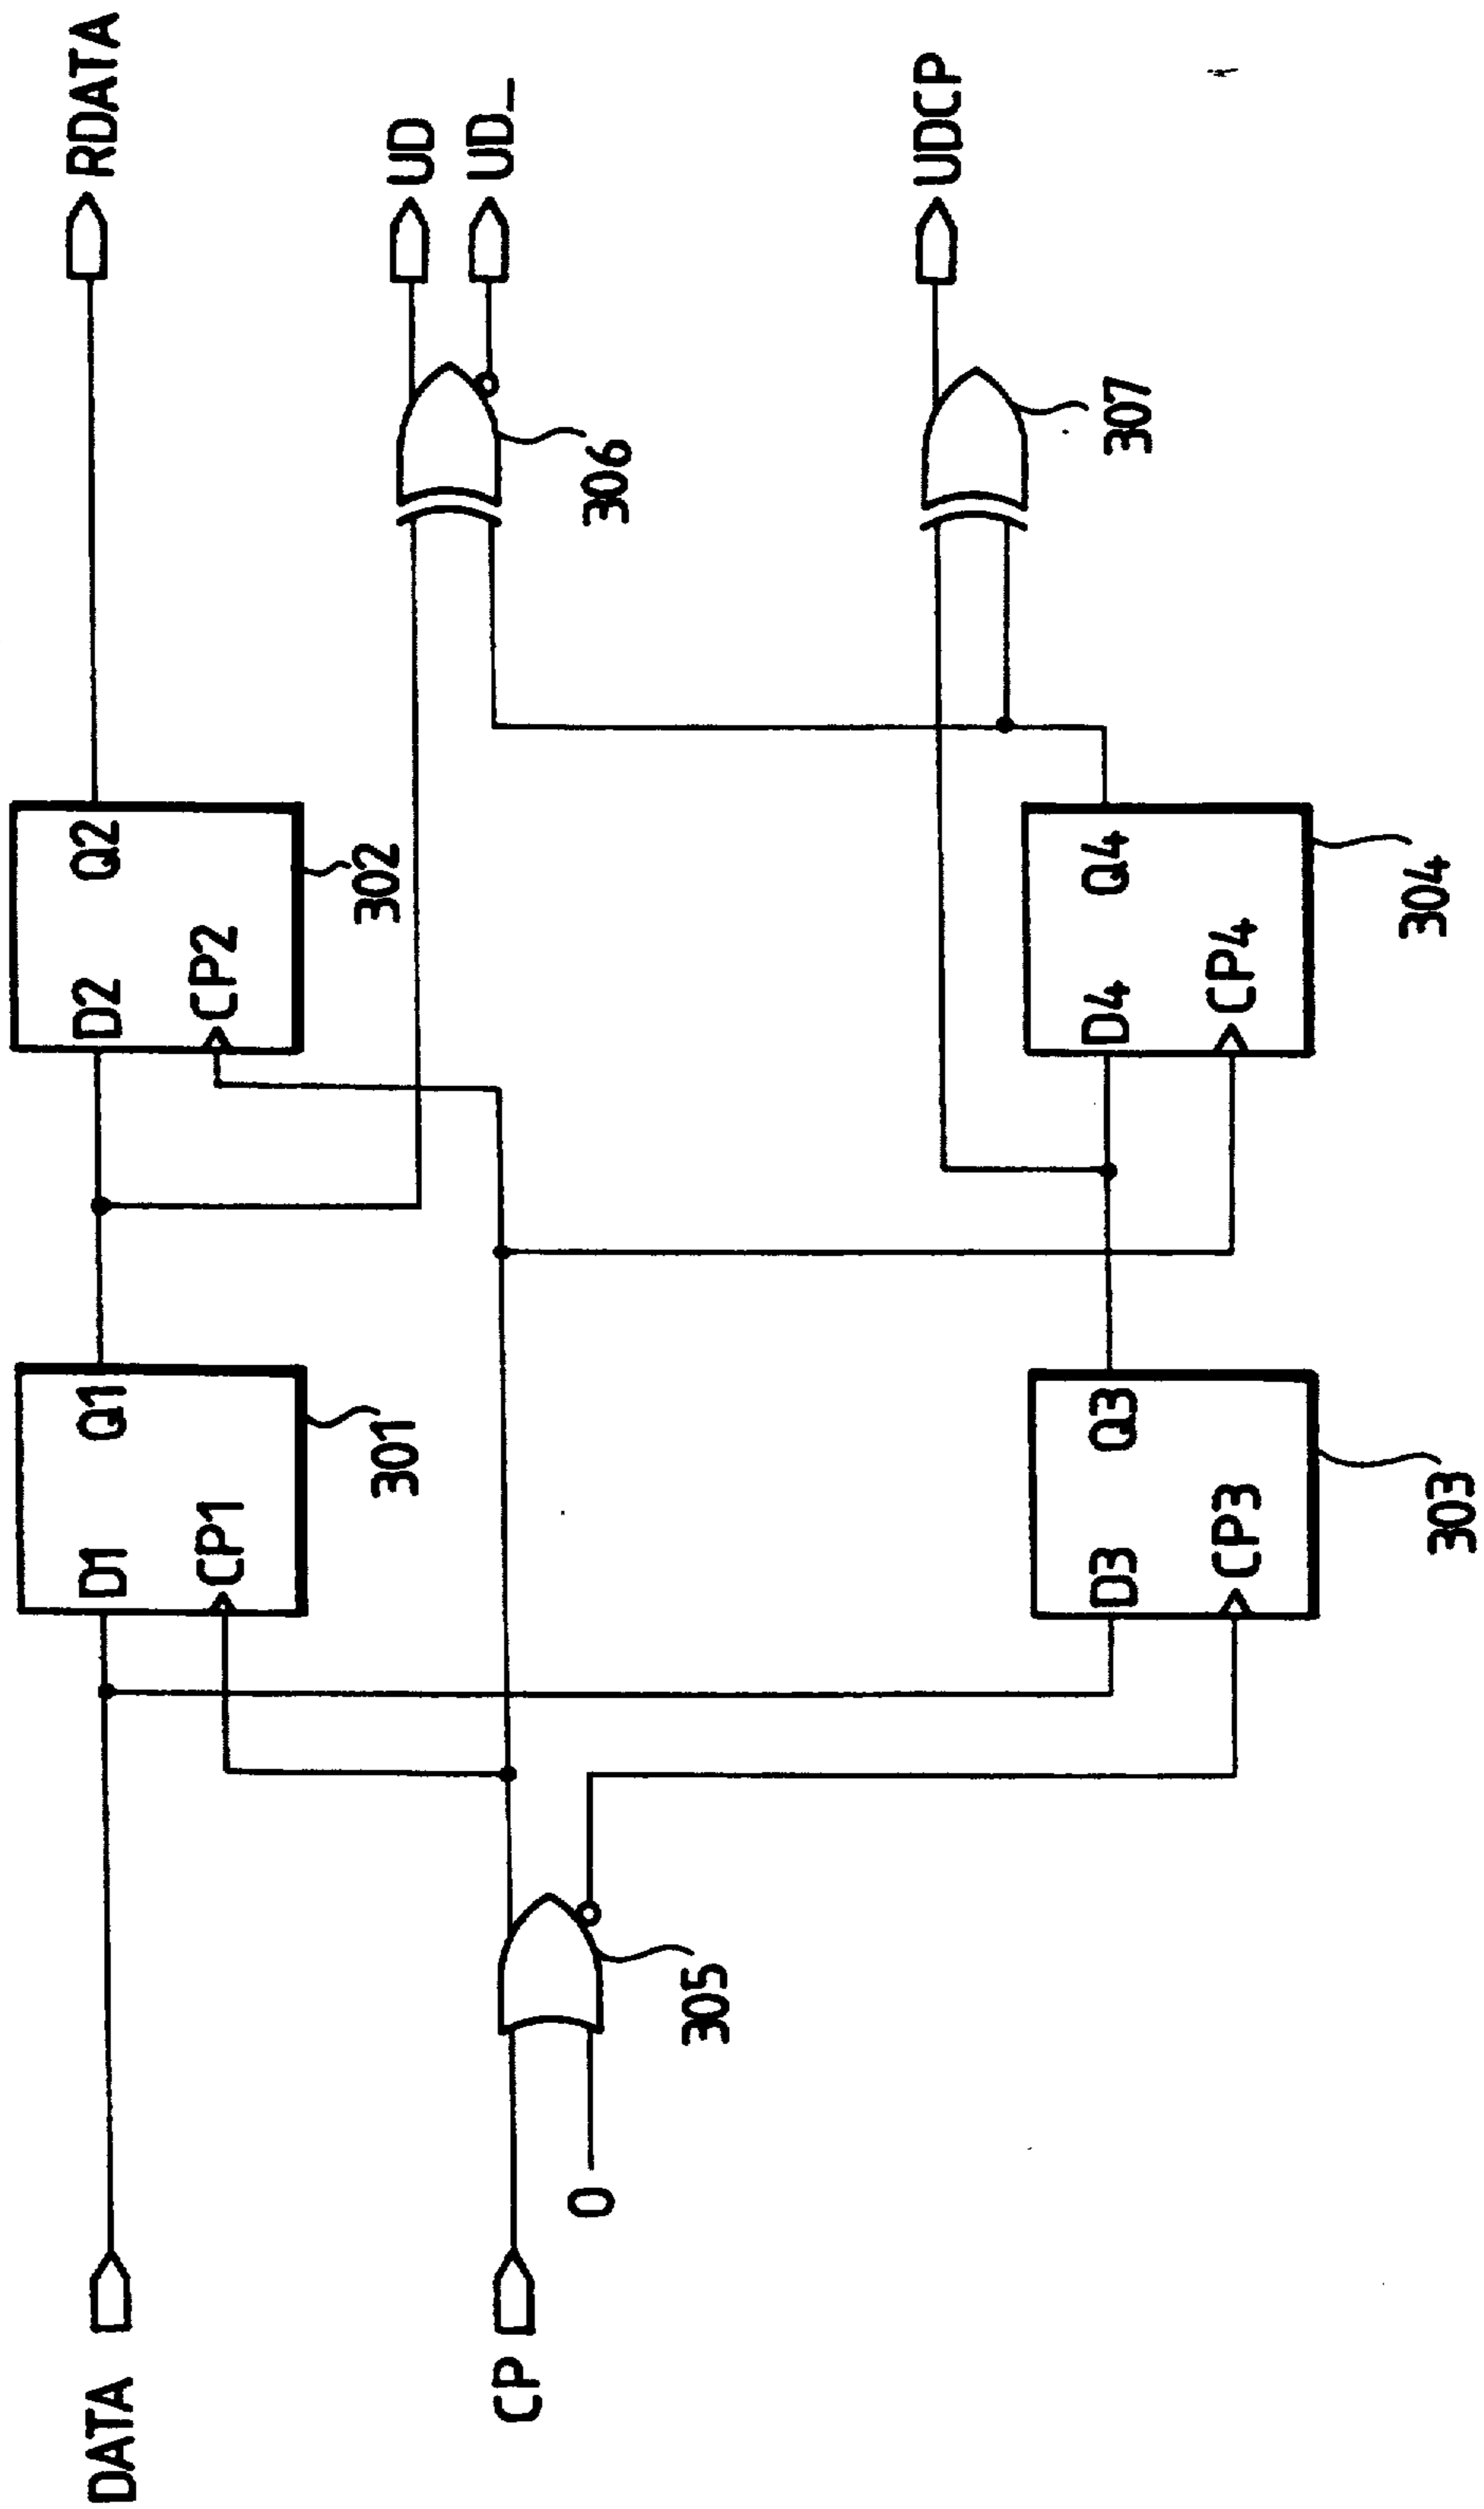 DATA
D1
Q1
CP1
301
D2
Q2
CP2
302
RDATA
CP
0
305
UD
UD_
306
D3
Q3
CP3
303
D4
Q4
CP4
304
UDCP
307